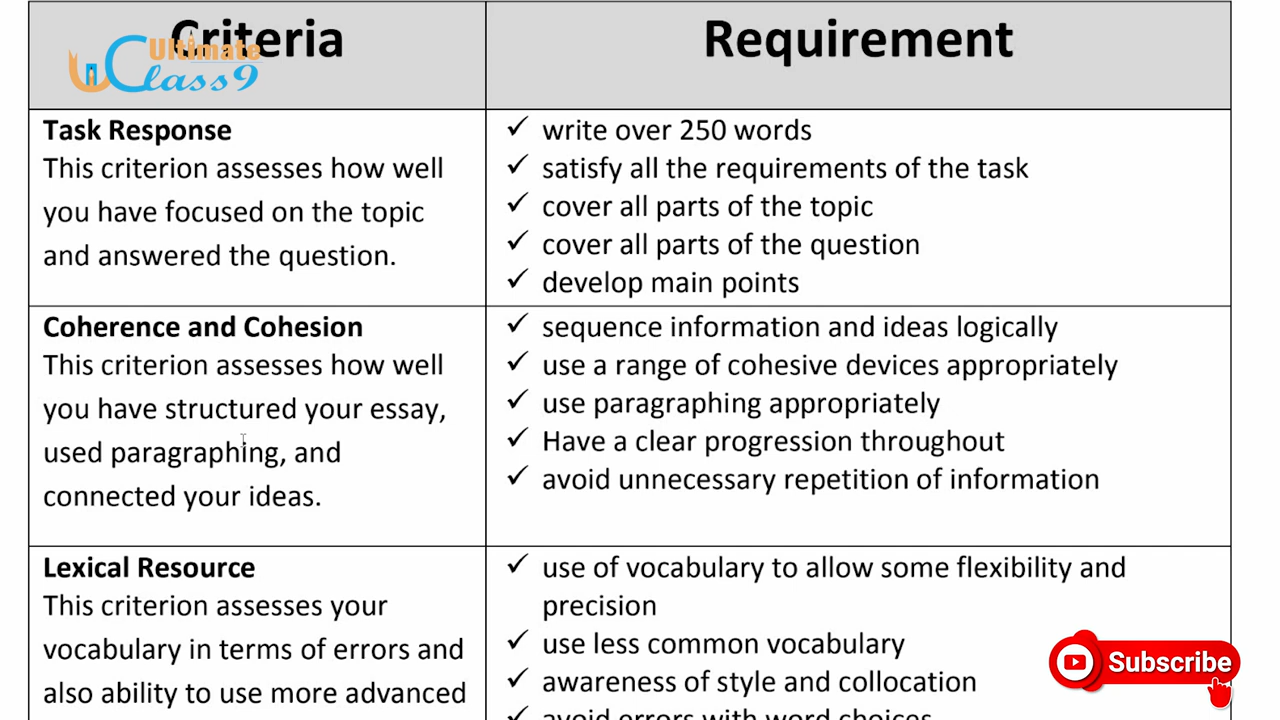 Criteria
Requirement
Ultimate
Class9
Task Response
This criterion assesses how well
you have focused on the topic
and answered the question.
✓ write over 250 words
✓ satisfy all the requirements of the task
✓ cover all parts of the topic
✓ cover all parts of the question
✓ develop main points
Coherence and Cohesion
This criterion assesses how well
you have structured your essay,
used paragraphing, and
connected your ideas.
✓ sequence information and ideas logically
✓ use a range of cohesive devices appropriately
✓ use paragraphing appropriately
✓ Have a clear progression throughout
✓ avoid unnecessary repetition of information
Lexical Resource
This criterion assesses your
vocabulary in terms of errors and
also ability to use more advanced
✓ use of vocabulary to allow some flexibility and
precision
✓ use less common vocabulary
✓ awareness of style and collocation
✓ avoid errors with word choices
Subscribe